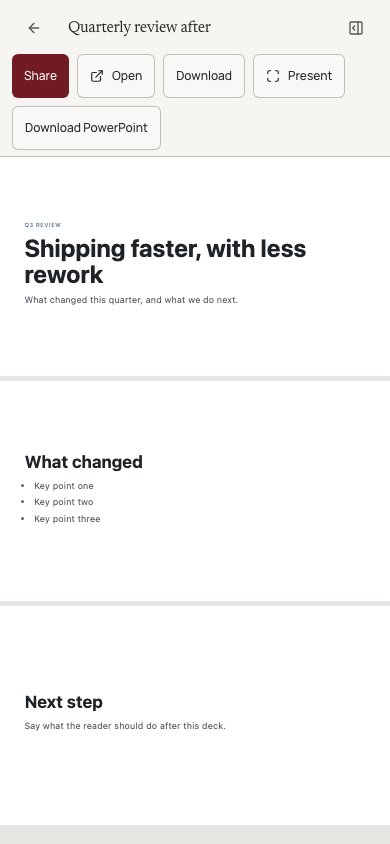 Quarterly review after
Share
Open
Download
Present
Download PowerPoint
Q3 REVIEW
Shipping faster, with less
rework
What changed this quarter, and what we do next.
What changed
• Key point one
• Key point two
• Key point three
Next step
Say what the reader should do after this deck.